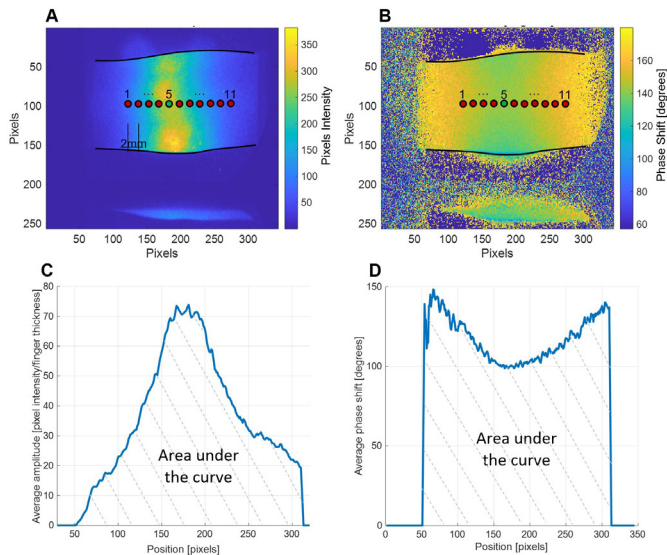 A
B
0
50
100
150
200
250
Pixels
50 100 150 200 250 300 350
Pixels
1 ... 5 ... 11
2mm
350
300
250
200
150
100
50
Pixels Intensity
0
50
100
150
200
250
Pixels
50 100 150 200 250 300 350
Pixels
1 ... 5 ... 11
160
140
120
100
80
60
Phase Shift [degrees]
C
80
70
60
50
40
30
20
10
0
Average amplitude [pixel intensity/finger thickness]
Area under
the curve
50 100 150 200 250 300
Position [pixels]
D
150
100
50
0
Average phase shift [degrees]
Area under
the curve
0 50 100 150 200 250 300 350
Position [pixels]